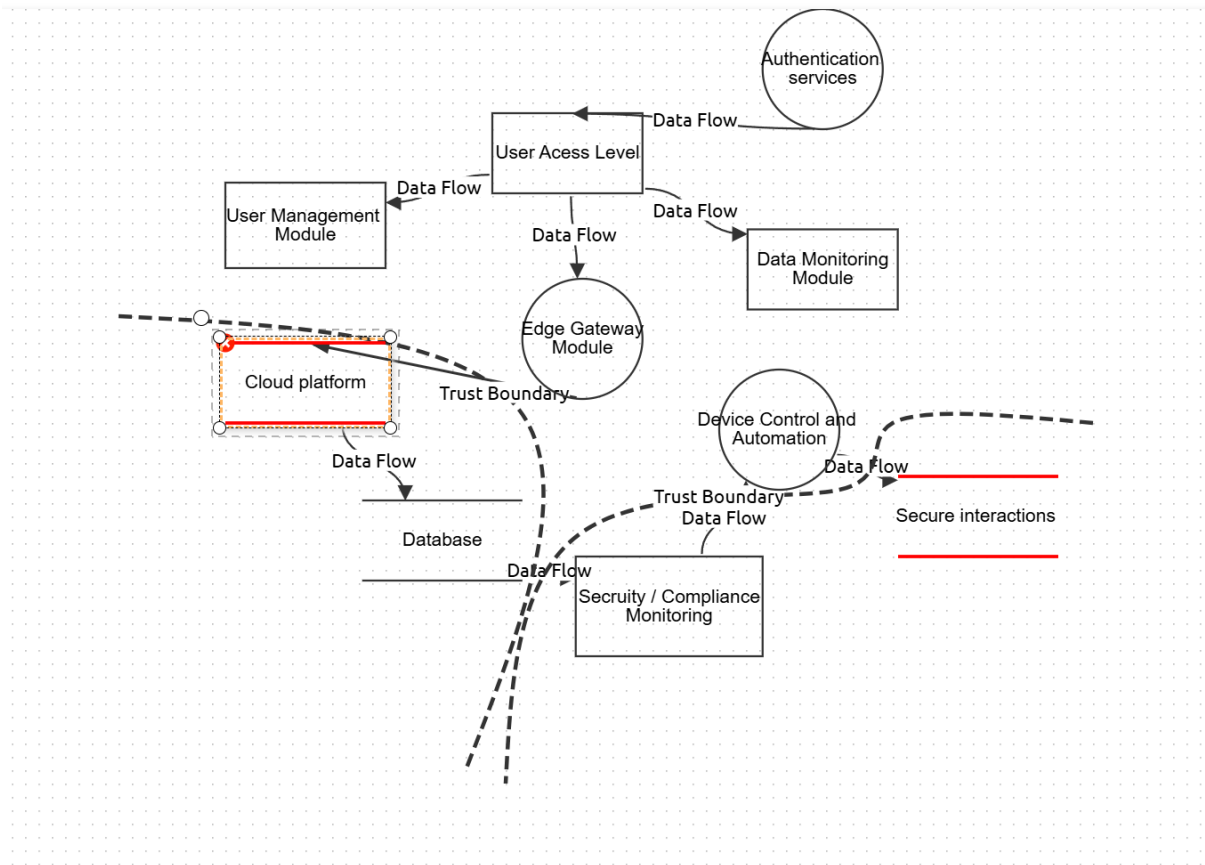 Authentication
services
Data Flow
User Acess Level
Data Flow
User Management
Module
Data Flow
Data Flow
Data Monitoring
Module
Edge Gateway
Module
Cloud platform
Trust Boundary
Device Control and
Automation
Data Flow
Data Flow
Trust Boundary
Data Flow
Secure interactions
Database
Data Flow
Secruity / Compliance
Monitoring